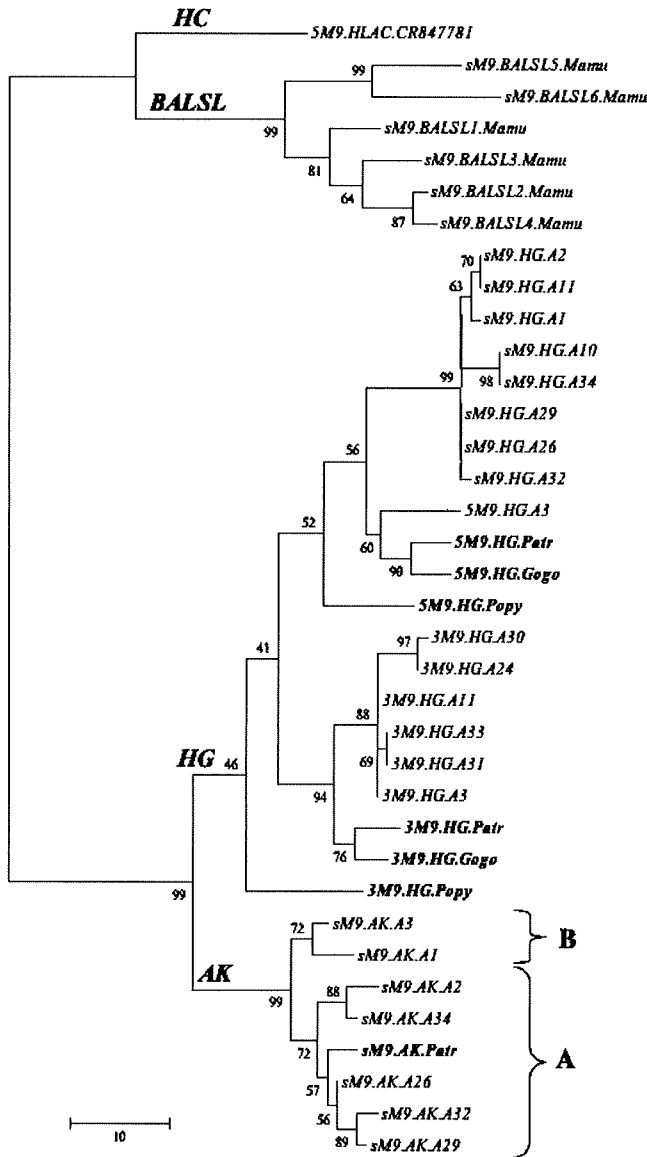 HC
5M9.HLAC.CR847781
99
sM9.BALSL5.Mamu
sM9.BALSL6.Mamu
BALSL
99
sM9.BALSL1.Mamu
81
sM9.BALSL3.Mamu
64
sM9.BALSL2.Mamu
87
sM9.BALSL4.Mamu
70
sM9.HG.A2
63
sM9.HG.A11
sM9.HG.A1
sM9.HG.A10
99
98
sM9.HG.A34
sM9.HG.A29
sM9.HG.A26
56
sM9.HG.A32
5M9.HG.A3
52
60
5M9.HG.Patr
90
5M9.HG.Gogo
5M9.HG.Popy
97
3M9.HG.A30
41
3M9.HG.A24
3M9.HG.A11
88
3M9.HG.A33
69
3M9.HG.A31
HG
46
94
3M9.HG.A3
3M9.HG.Patr
76
3M9.HG.Gogo
99
3M9.HG.Popy
72
sM9.AK.A3
B
sM9.AK.A1
AK
99
88
sM9.AK.A2
sM9.AK.A34
72
sM9.AK.Patr
A
57
sM9.AK.A26
56
sM9.AK.A32
89
sM9.AK.A29
10